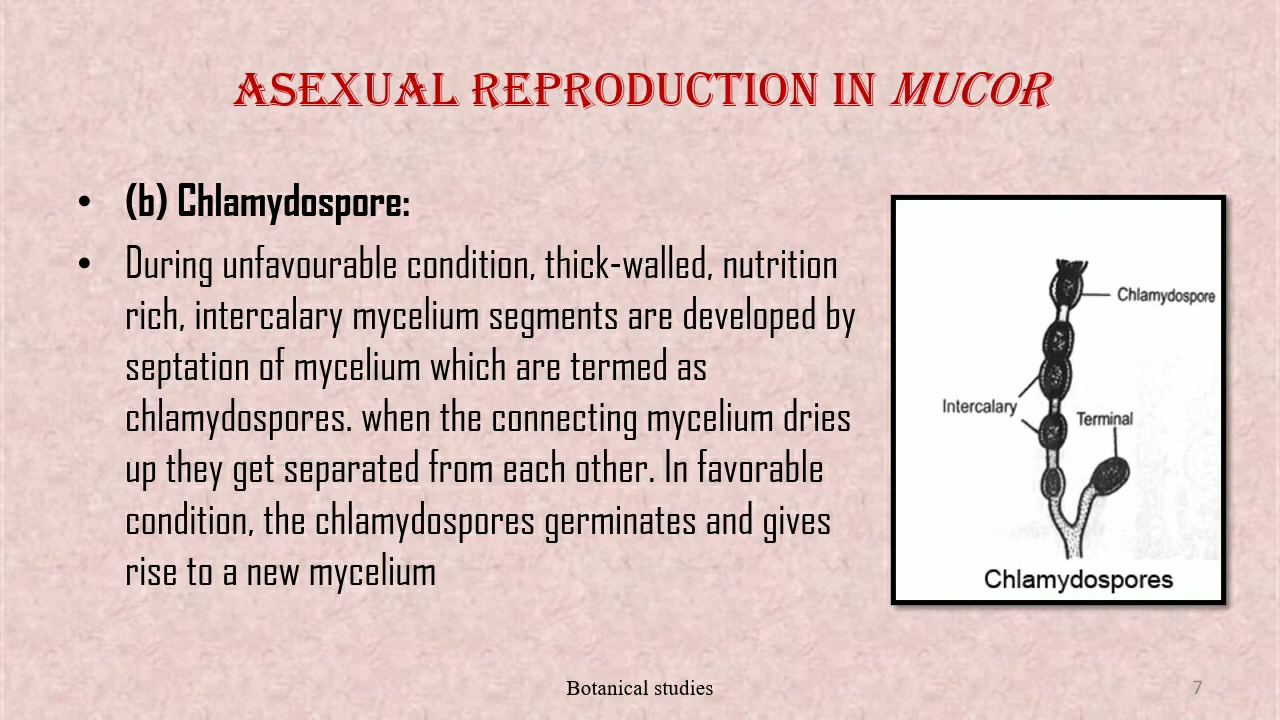 ASEXUAL REPRODUCTION IN MUCOR
• (b) Chlamydospore:
• During unfavourable condition, thick-walled, nutrition
rich, intercalary mycelium segments are developed by
septation of mycelium which are termed as
chlamydospores. when the connecting mycelium dries
up they get separated from each other. In favorable
condition, the chlamydospores germinates and gives
rise to a new mycelium
Chlamydospore
Intercalary
Terminal
Chlamydospores
Botanical studies
7